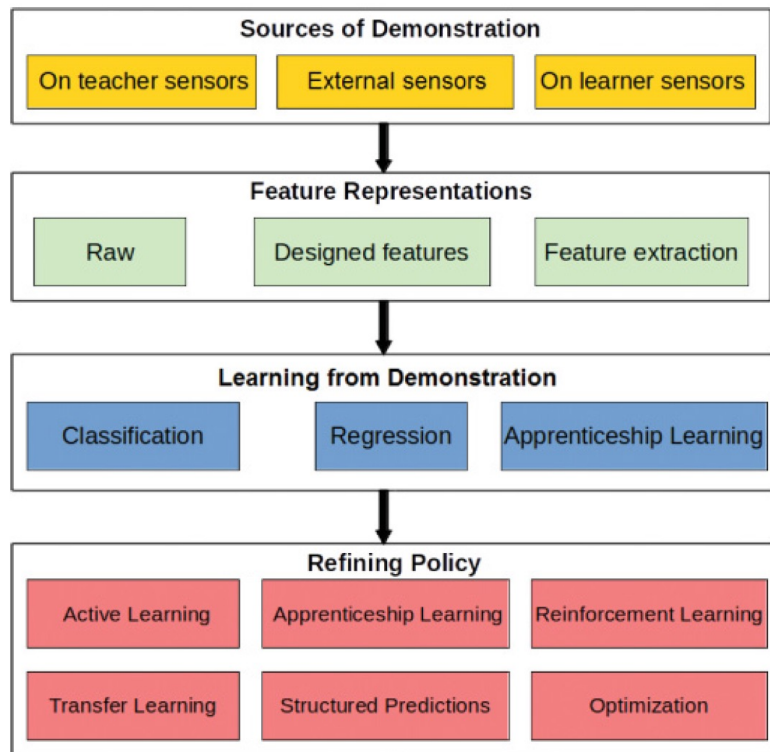 Sources of Demonstration
On teacher sensors
External sensors
On learner sensors
Feature Representations
Raw
Designed features
Feature extraction
Learning from Demonstration
Classification
Regression
Apprenticeship Learning
Refining Policy
Active Learning
Apprenticeship Learning
Reinforcement Learning
Transfer Learning
Structured Predictions
Optimization